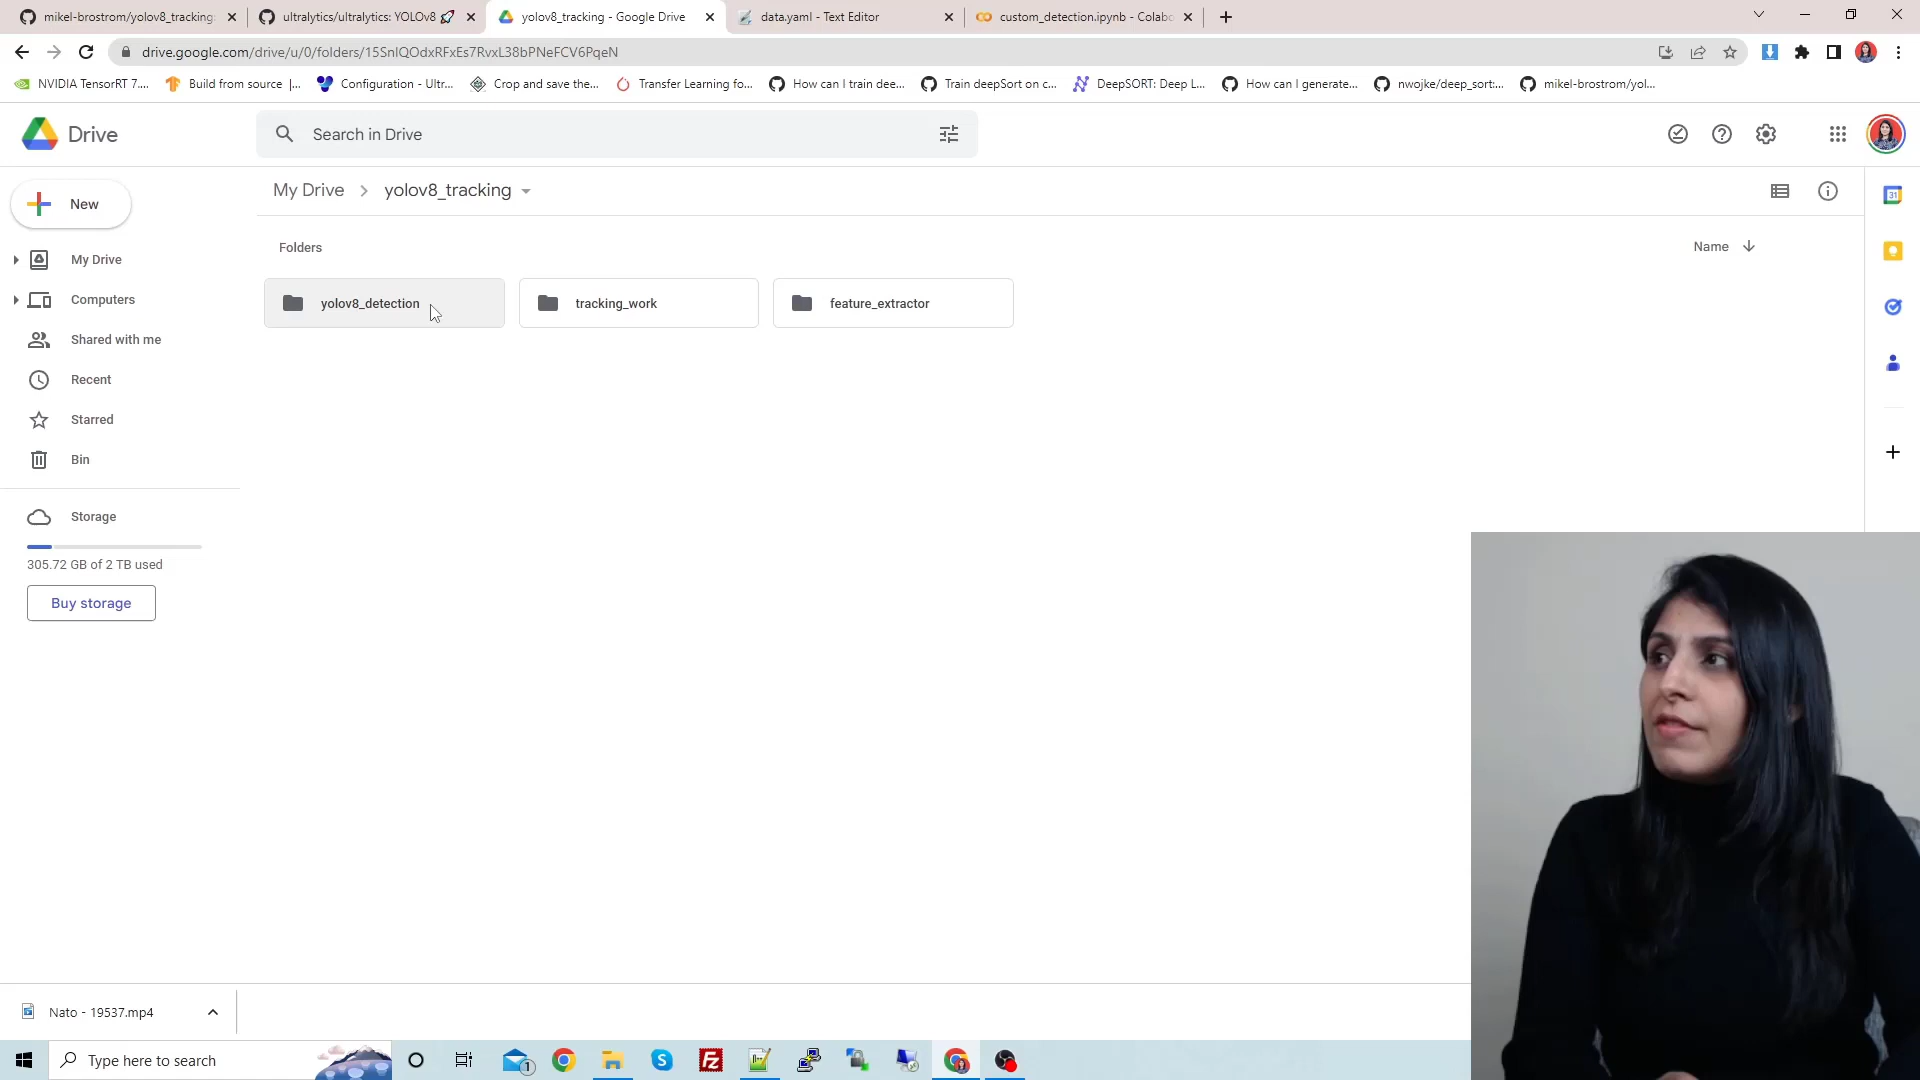 mikel-brostrom/yolov8_tracking:
ultralytics/ultralytics: YOLOv8
yolov8_tracking - Google Drive
data.yaml - Text Editor
custom_detection.ipynb - Colabo
drive.google.com/drive/u/0/folders/15SnlQOdxRFxEs7RvxL38bPNeFCV6PqeN
NVIDIA TensorRT 7....
Build from source |...
Configuration - Ultr...
Crop and save the...
Transfer Learning fo...
How can I train dee...
Train deepSort on c...
DeepSORT: Deep L...
How can I generate...
nwojke/deep_sort:...
mikel-brostrom/yol...
Drive
Search in Drive
New
My Drive
yolov8_tracking
31
Folders
Name
yolov8_detection
tracking_work
feature_extractor
My Drive
Computers
Shared with me
Recent
Starred
Bin
Storage
305.72 GB of 2 TB used
Buy storage
Nato - 19537.mp4
Type here to search
1